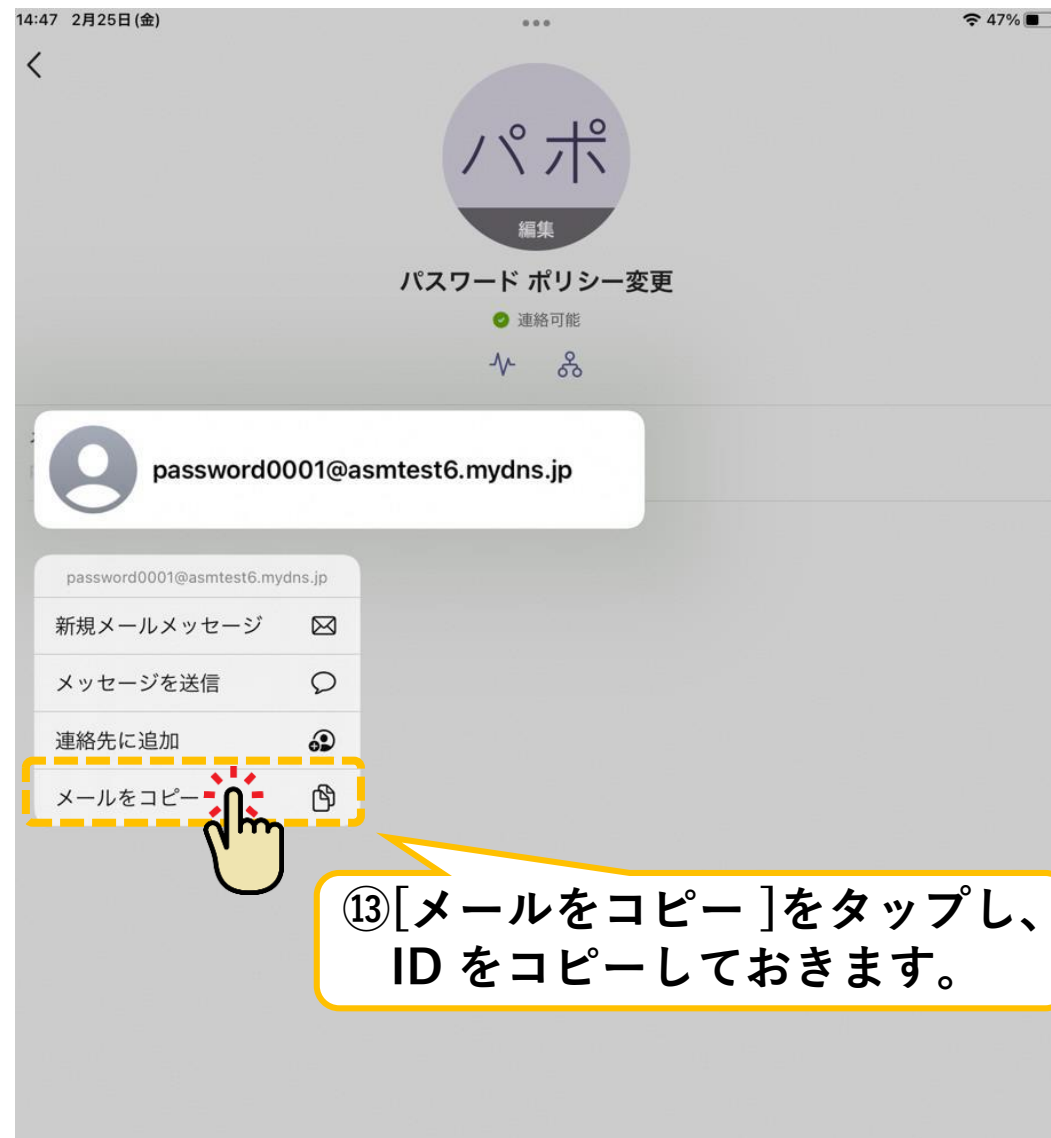 14:47 2月25日(金)
47%
パ ポ
編集
パスワード ポリシー変更
連絡可能
password0001@asmtest6.mydns.jp
password0001@asmtest6.mydns.jp
新規メールメッセージ
メッセージを送信
連絡先に追加
メールをコピー
⑬[メールをコピー ]をタップし、
ID をコピーしておきます。